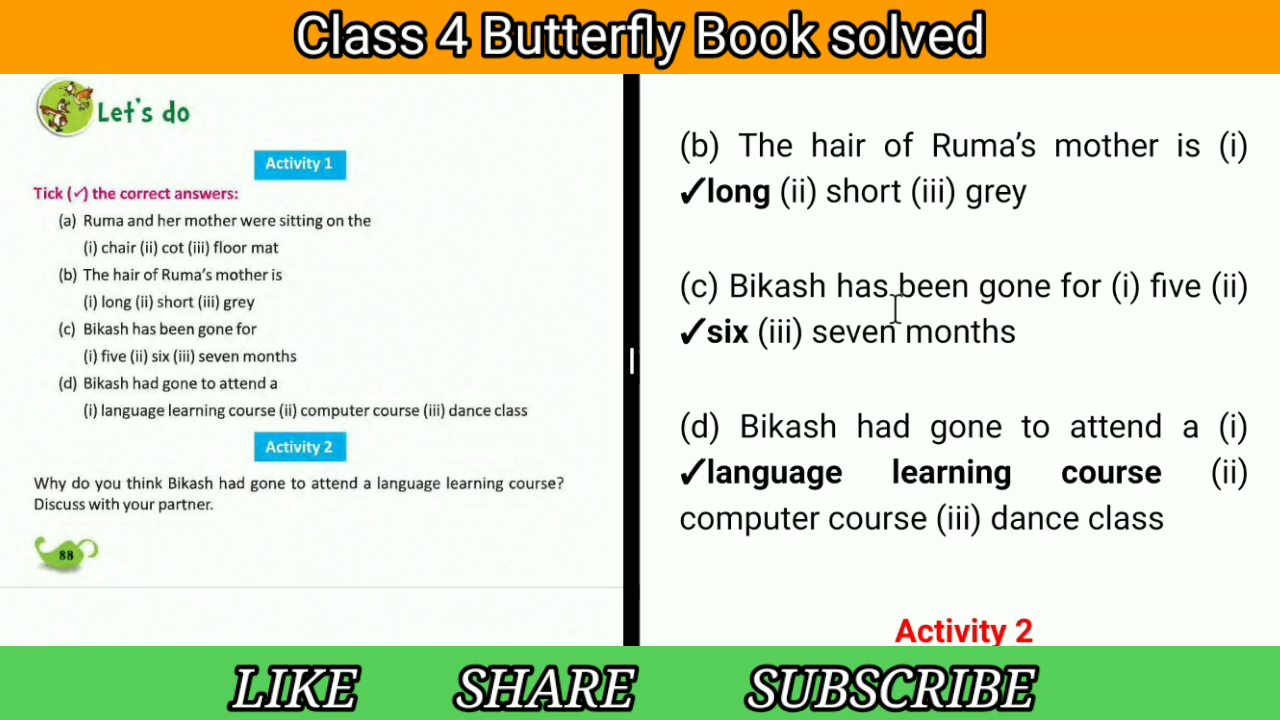 Class 4 Butterfly Book solved
Let's do
Activity 1
Tick (✓) the correct answers:
(a) Ruma and her mother were sitting on the
(i) chair (ii) cot (iii) floor mat
(b) The hair of Ruma's mother is
(i) long (ii) short (iii) grey
(c) Bikash has been gone for
(i) five (ii) six (iii) seven months
(d) Bikash had gone to attend a
(i) language learning course (ii) computer course (iii) dance class
Activity 2
Why do you think Bikash had gone to attend a language learning course?
Discuss with your partner.
88
(b) The hair of Ruma's mother is (i)
✓long (ii) short (iii) grey
(c) Bikash has been gone for (i) five (ii)
✓six (iii) seven months
(d) Bikash had gone to attend a (i)
✓language learning course (ii)
computer course (iii) dance class
Activity 2
LIKE SHARE SUBSCRIBE